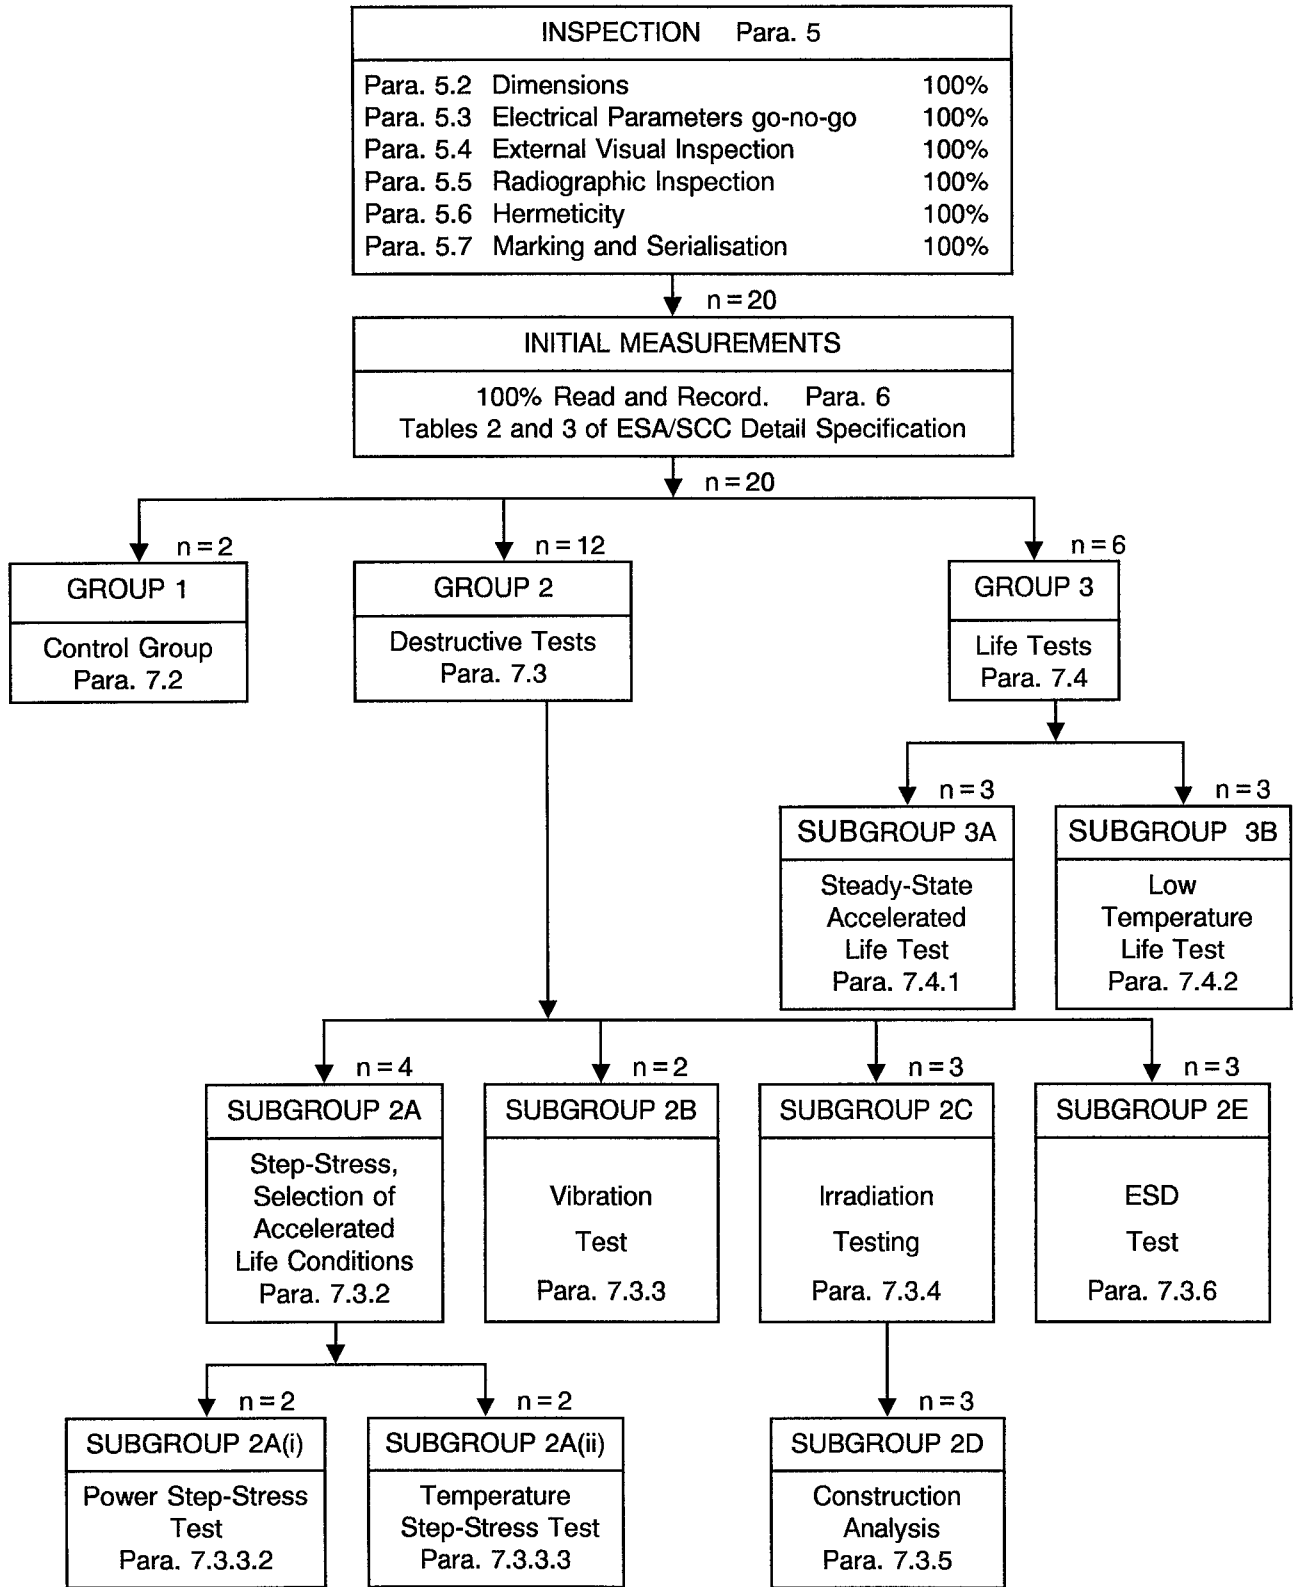 INSPECTION Para. 5
Para. 5.2 Dimensions 100%
Para. 5.3 Electrical Parameters go-no-go 100%
Para. 5.4 External Visual Inspection 100%
Para. 5.5 Radiographic Inspection 100%
Para. 5.6 Hermeticity 100%
Para. 5.7 Marking and Serialisation 100%
n=20
INITIAL MEASUREMENTS
100% Read and Record. Para. 6
Tables 2 and 3 of ESA/SCC Detail Specification
n=20
n=2
GROUP 1
Control Group
Para. 7.2
n=12
GROUP 2
Destructive Tests
Para. 7.3
n=6
GROUP 3
Life Tests
Para. 7.4
n=3
SUBGROUP 3A
Steady-State
Accelerated
Life Test
Para. 7.4.1
n=3
SUBGROUP 3B
Low
Temperature
Life Test
Para. 7.4.2
n=4
SUBGROUP 2A
Step-Stress,
Selection of
Accelerated
Life Conditions
Para. 7.3.2
n=2
SUBGROUP 2B
Vibration
Test
Para. 7.3.3
n=3
SUBGROUP 2C
Irradiation
Testing
Para. 7.3.4
n=3
SUBGROUP 2E
ESD
Test
Para. 7.3.6
n=2
SUBGROUP 2A(i)
Power Step-Stress
Test
Para. 7.3.3.2
n=2
SUBGROUP 2A(ii)
Temperature
Step-Stress Test
Para. 7.3.3.3
n=3
SUBGROUP 2D
Construction
Analysis
Para. 7.3.5